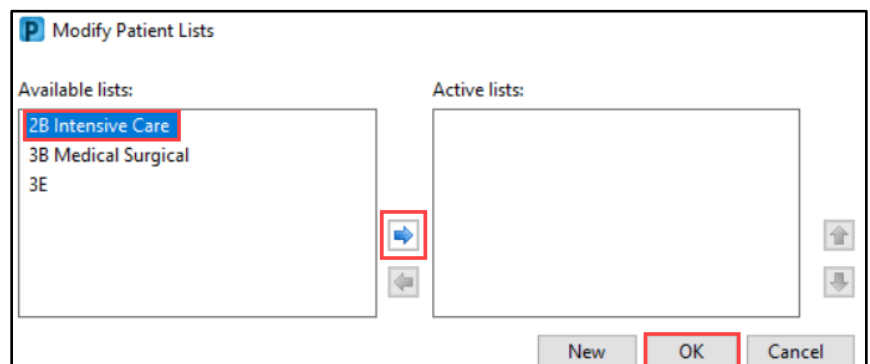 P Modify Patient Lists
Available lists:
Active lists:
2B Intensive Care
3B Medical Surgical
3E
New
OK
Cancel